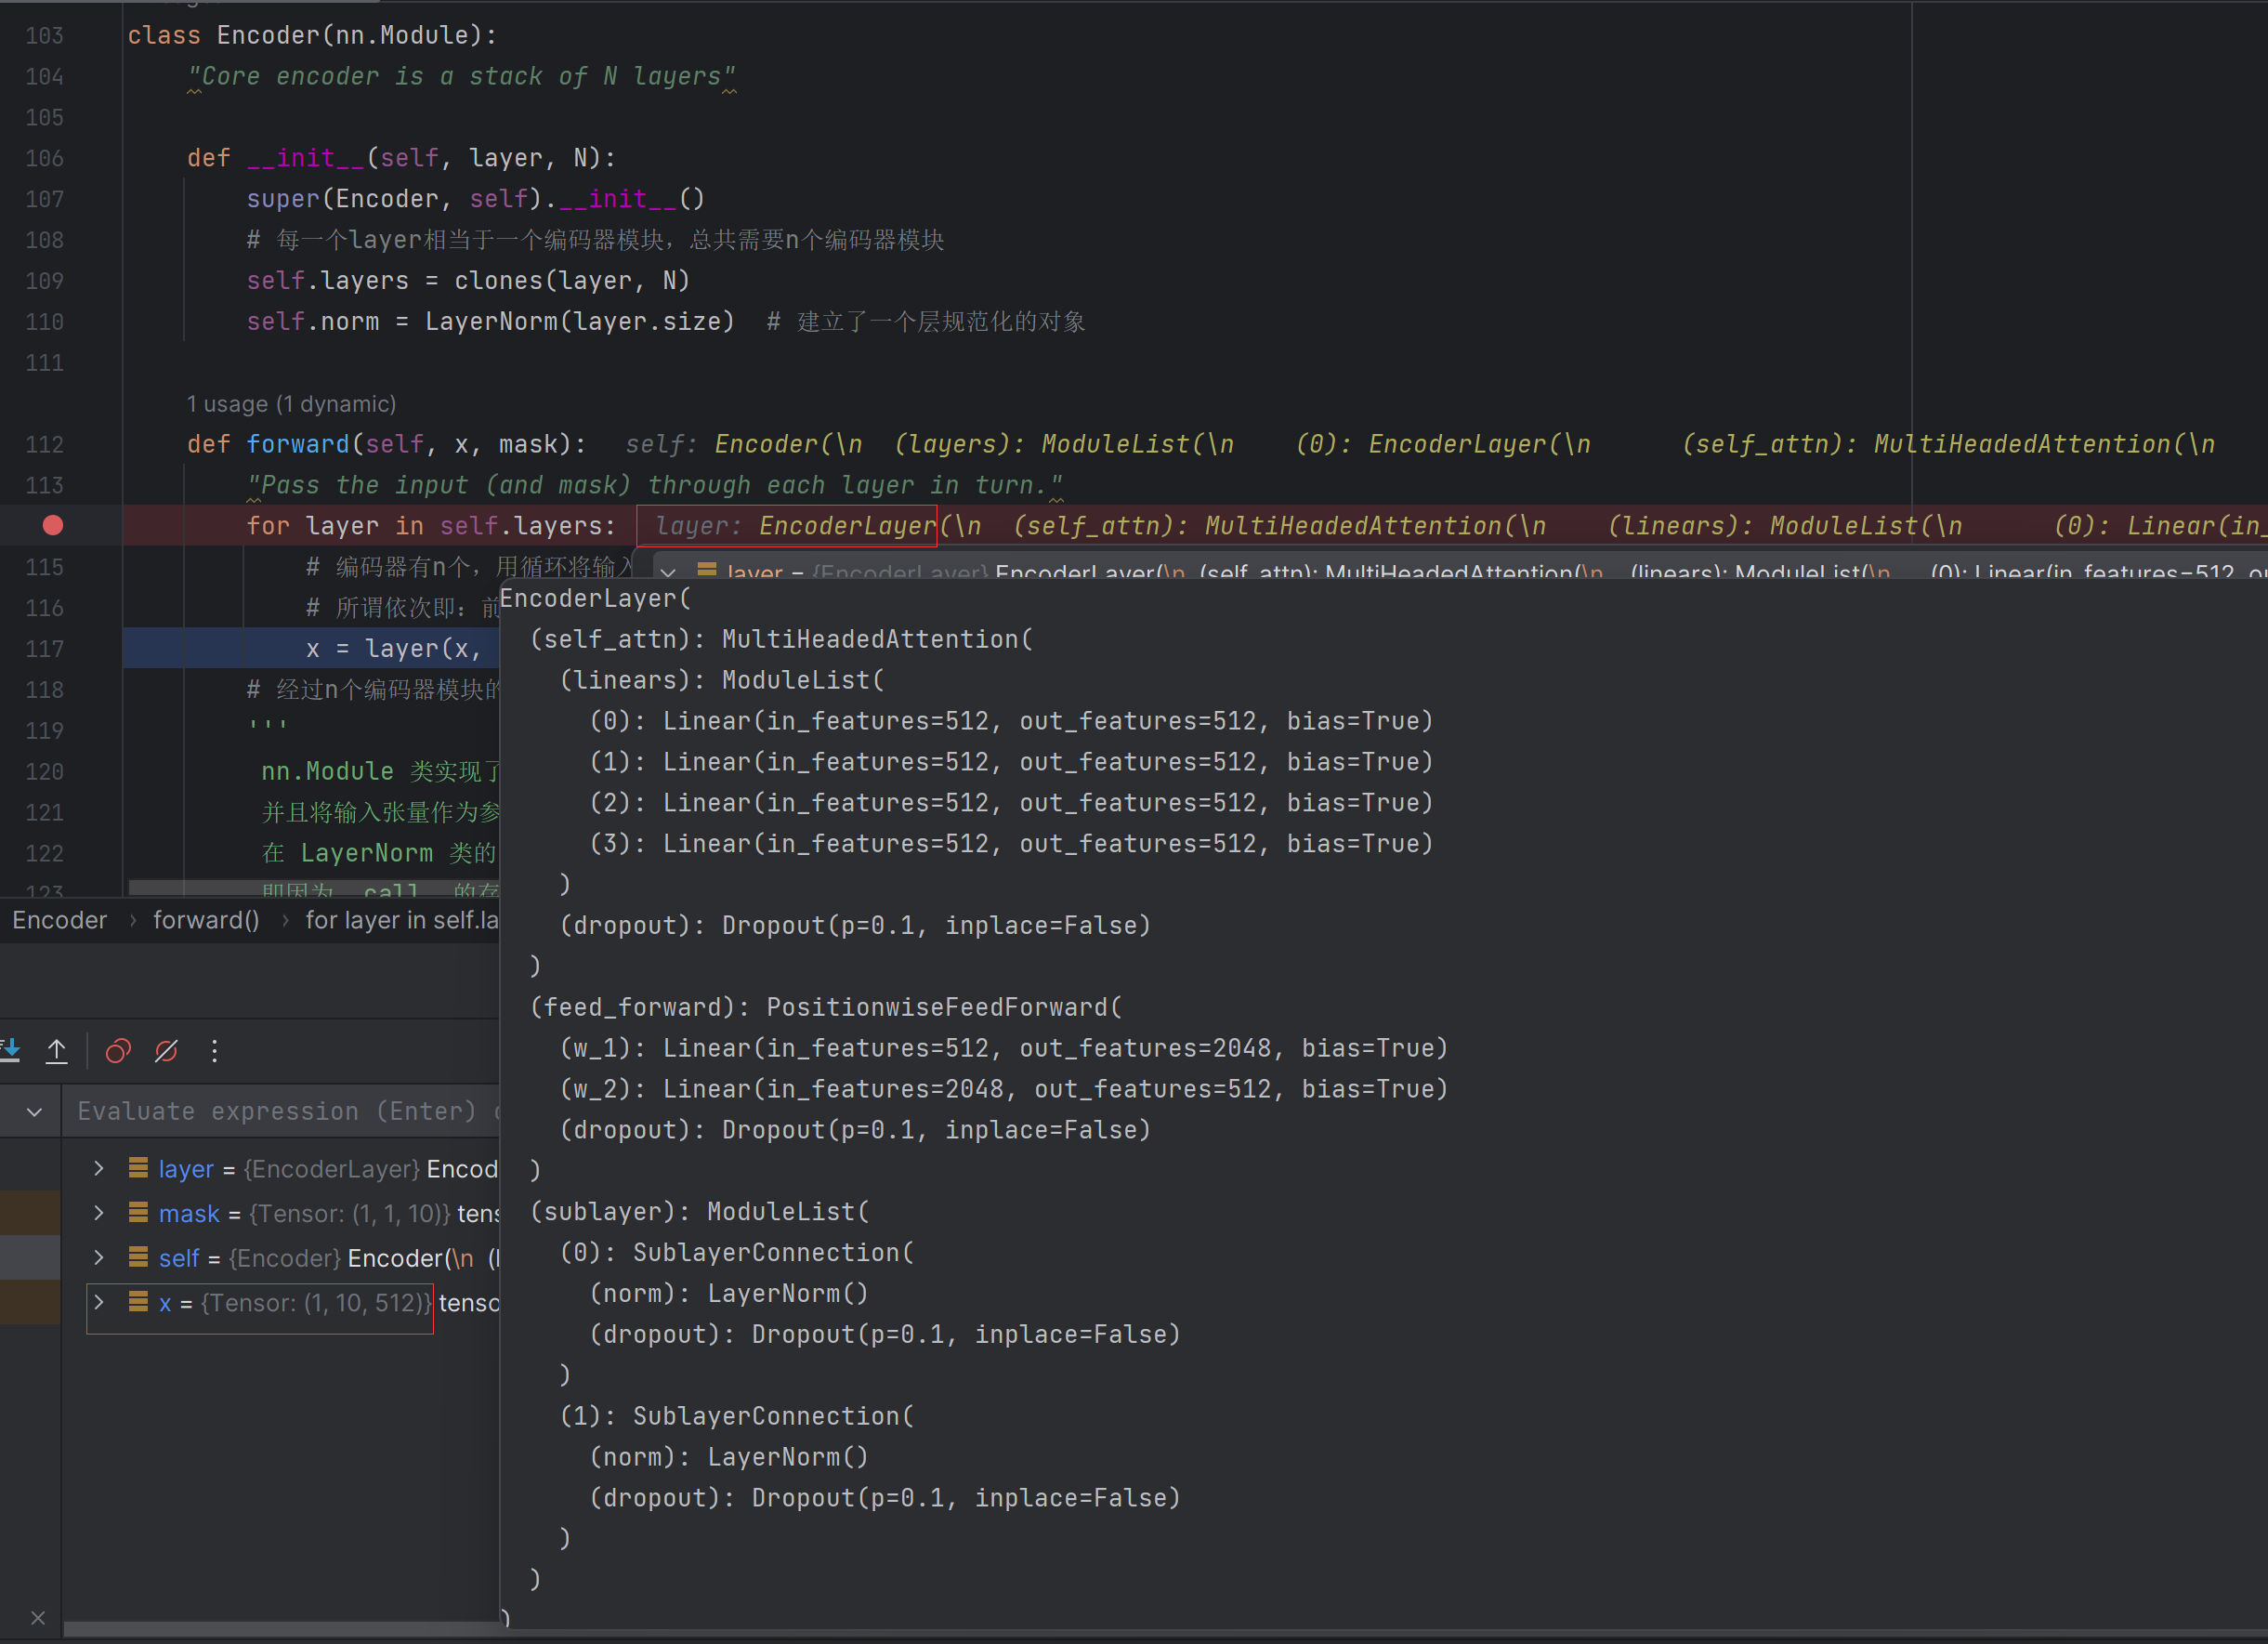 103 class Encoder(nn.Module):
104 "Core encoder is a stack of N layers"
105
106 def __init__(self, layer, N):
107 super(Encoder, self).__init__()
108 # 每一个layer相当于一个编码器模块，总共需要n个编码器模块
109 self.layers = clones(layer, N)
110 self.norm = LayerNorm(layer.size)  # 建立了一个层规范化的对象
111
1 usage (1 dynamic)
112 def forward(self, x, mask):   self: Encoder(\n  (layers): ModuleList(\n    (0): EncoderLayer(\n      (self_attn): MultiHeadedAttention(\n
113 "Pass the input (and mask) through each layer in turn."
for layer in self.layers:   layer: EncoderLayer(\n  (self_attn): MultiHeadedAttention(\n    (linears): ModuleList(\n      (0): Linear(in_
115 # 编码器有n个，用循环将输入
layer = {EncoderLayer} EncoderLayer(\n  (self_attn): MultiHeadedAttention(\n    (linears): ModuleList(\n      (0): Linear(in_features=512, ou
116 # 所谓依次即：前
117 x = layer(x,
118 # 经过n个编码器模块的
119 '''
120 nn.Module 类实现了
121 并且将输入张量作为参
122 在 LayerNorm 类的
123 即因为 __call__ 的存
EncoderLayer(
(self_attn): MultiHeadedAttention(
(linears): ModuleList(
(0): Linear(in_features=512, out_features=512, bias=True)
(1): Linear(in_features=512, out_features=512, bias=True)
(2): Linear(in_features=512, out_features=512, bias=True)
(3): Linear(in_features=512, out_features=512, bias=True)
)
(dropout): Dropout(p=0.1, inplace=False)
)
(feed_forward): PositionwiseFeedForward(
(w_1): Linear(in_features=512, out_features=2048, bias=True)
(w_2): Linear(in_features=2048, out_features=512, bias=True)
(dropout): Dropout(p=0.1, inplace=False)
)
(sublayer): ModuleList(
(0): SublayerConnection(
(norm): LayerNorm()
(dropout): Dropout(p=0.1, inplace=False)
)
(1): SublayerConnection(
(norm): LayerNorm()
(dropout): Dropout(p=0.1, inplace=False)
)
)
)
Encoder › forward() › for layer in self.la
Evaluate expression (Enter) o
layer = {EncoderLayer} Encod
mask = {Tensor: (1, 1, 10)} tens
self = {Encoder} Encoder(\n  (l
x = {Tensor: (1, 10, 512)} tenso